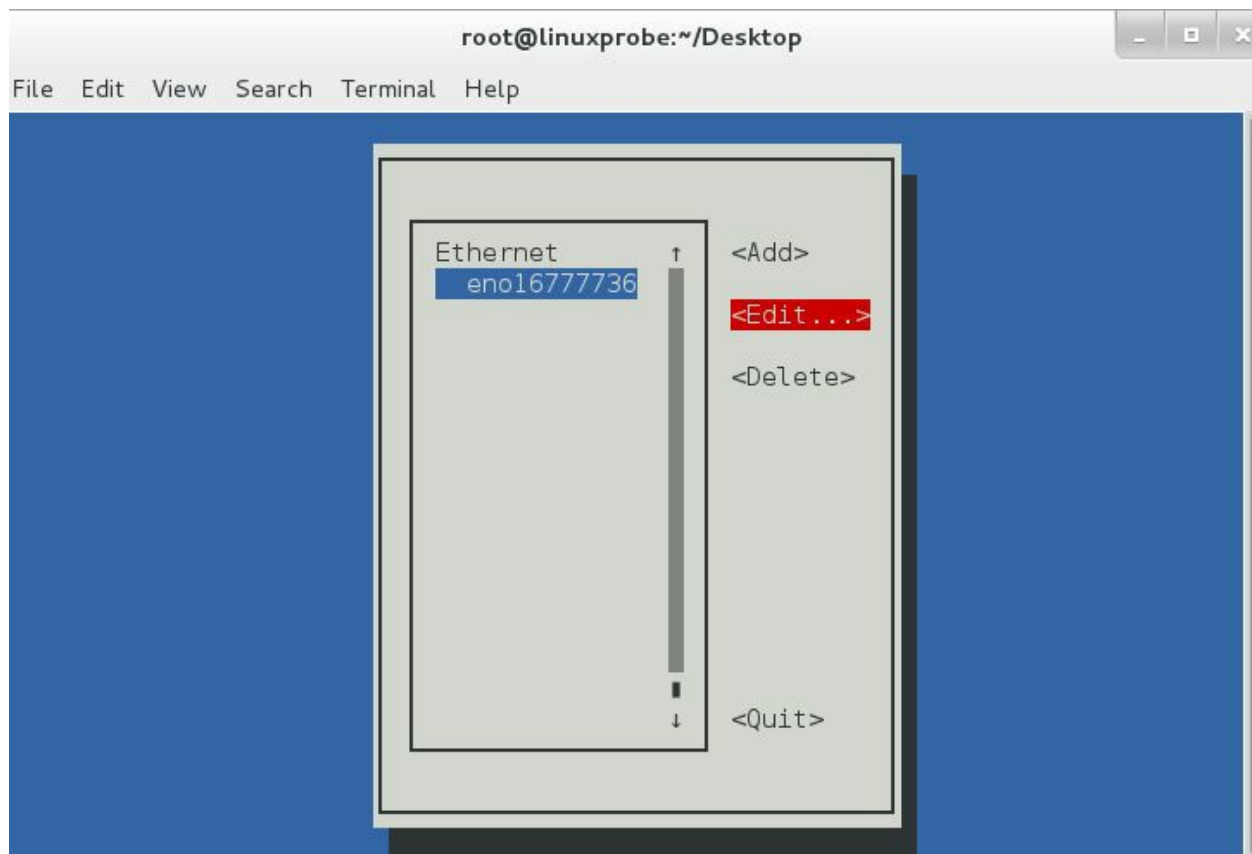 root@linuxprobe:~/Desktop
File Edit View Search Terminal Help
Ethernet ↑ <Add>
eno16777736
<Edit...>
<Delete>
↓ <Quit>